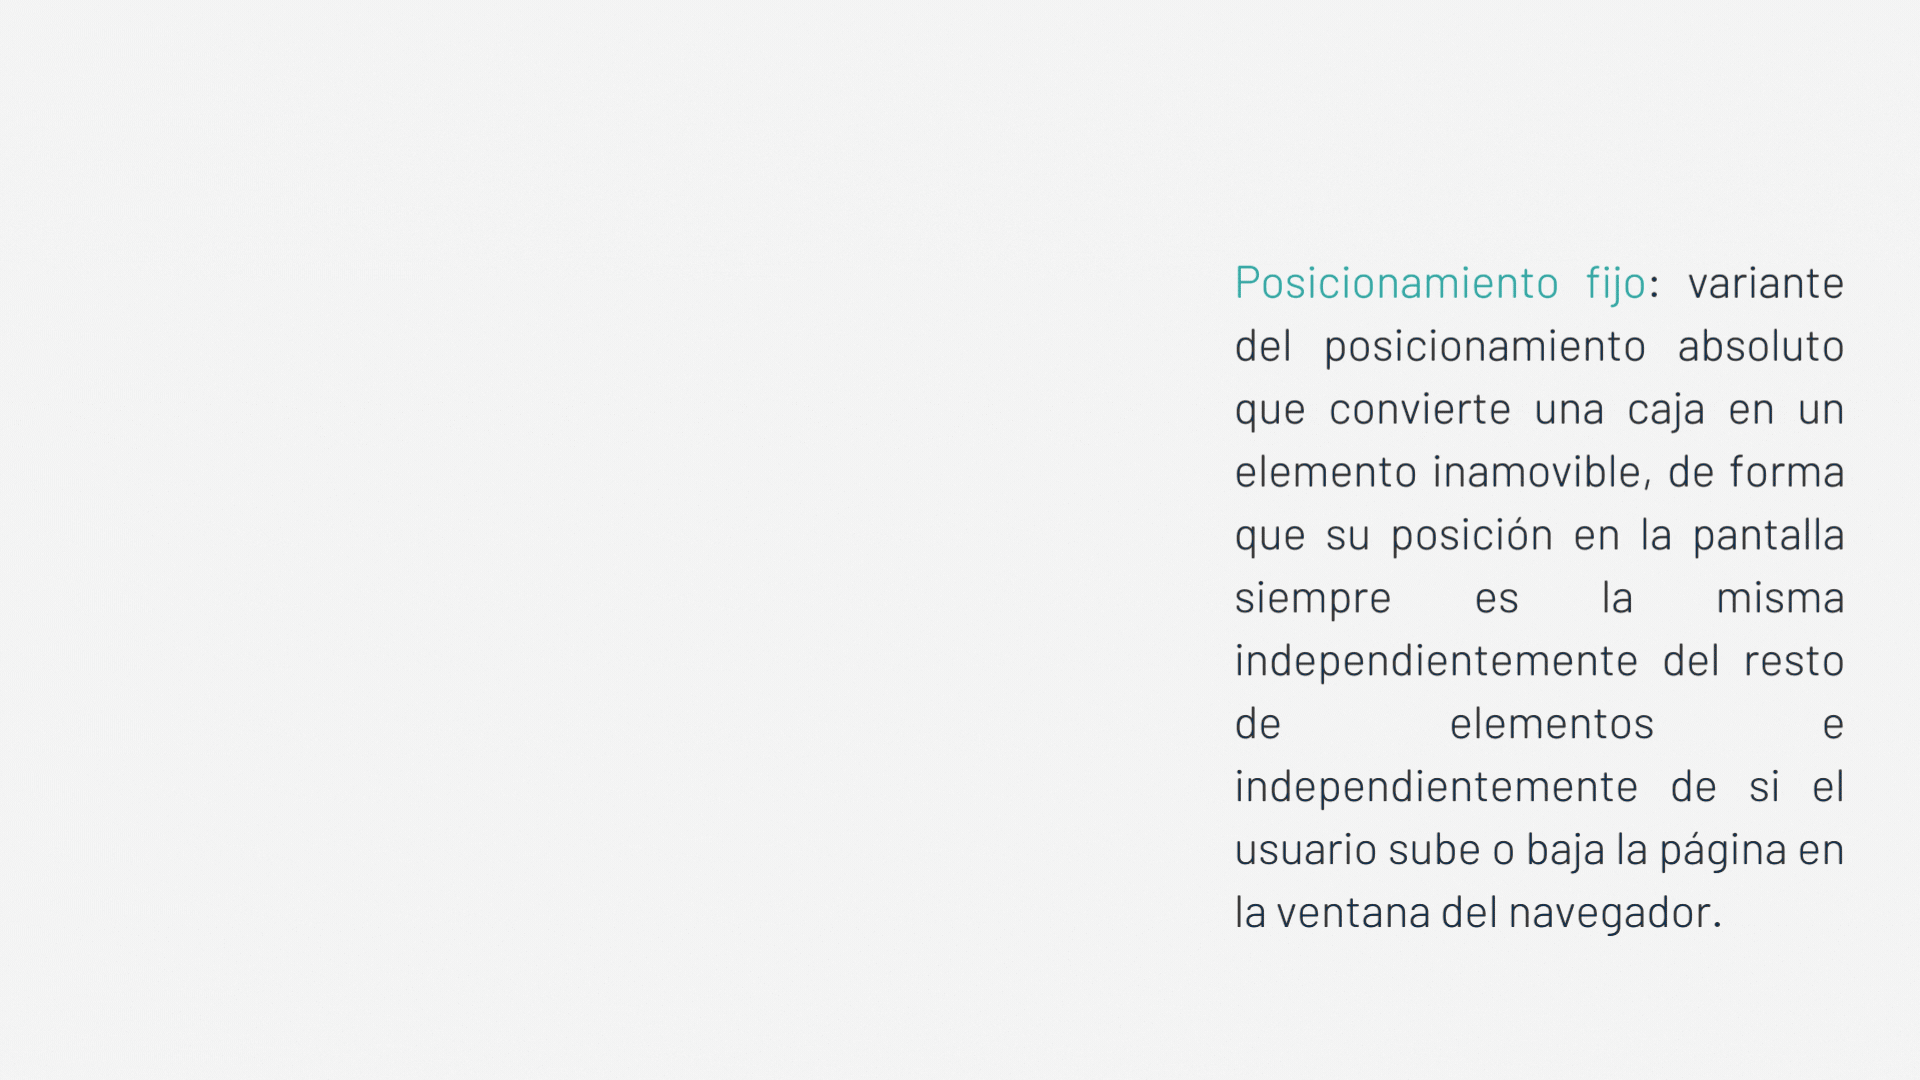 Posicionamiento fijo: variante
del posicionamiento absoluto
que convierte una caja en un
elemento inamovible, de forma
que su posición en la pantalla
siempre es la misma
independientemente del resto
de elementos e
independientemente de si el
usuario sube o baja la página en
la ventana del navegador.